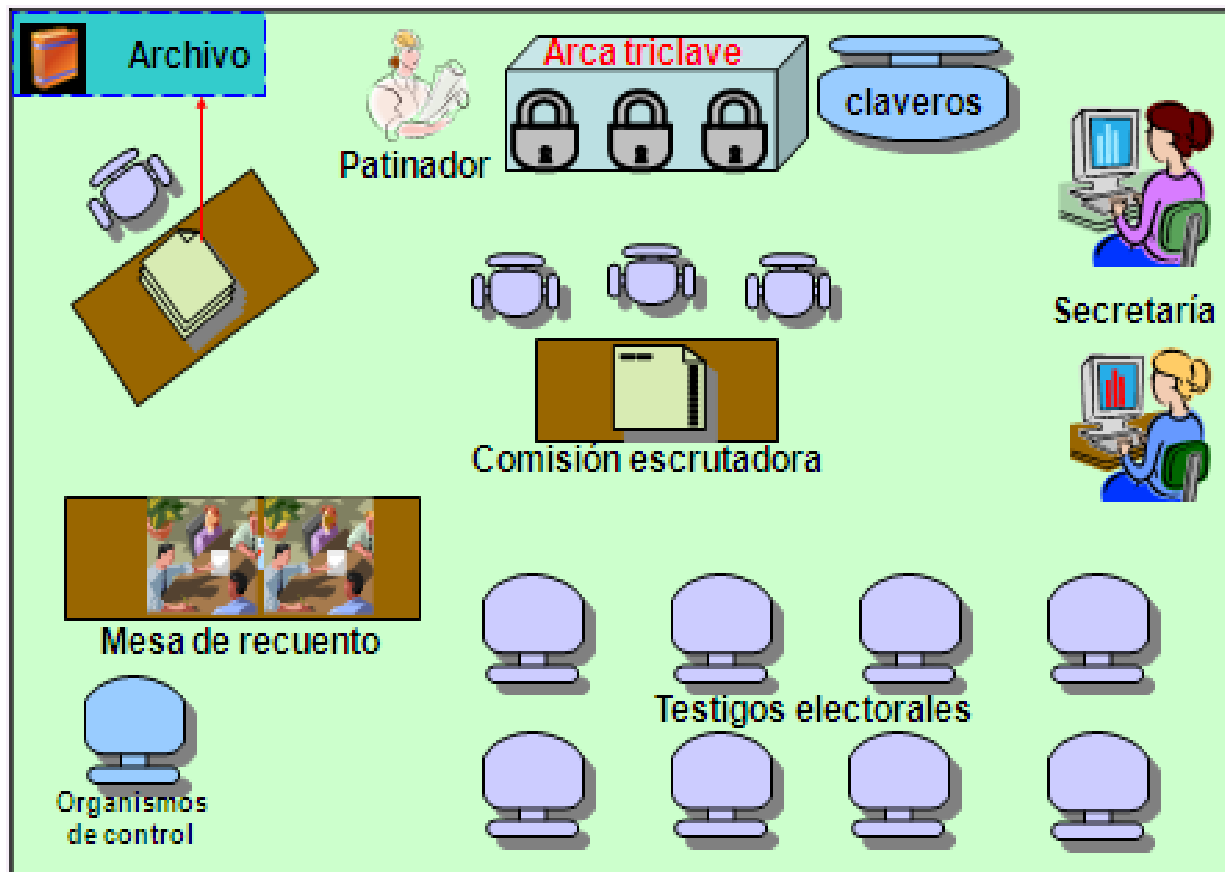 Archivo
Patinador
Arca triclave
claveros
Secretaría
Comisión escrutadora
Mesa de recuento
Testigos electorales
Organismos
de control